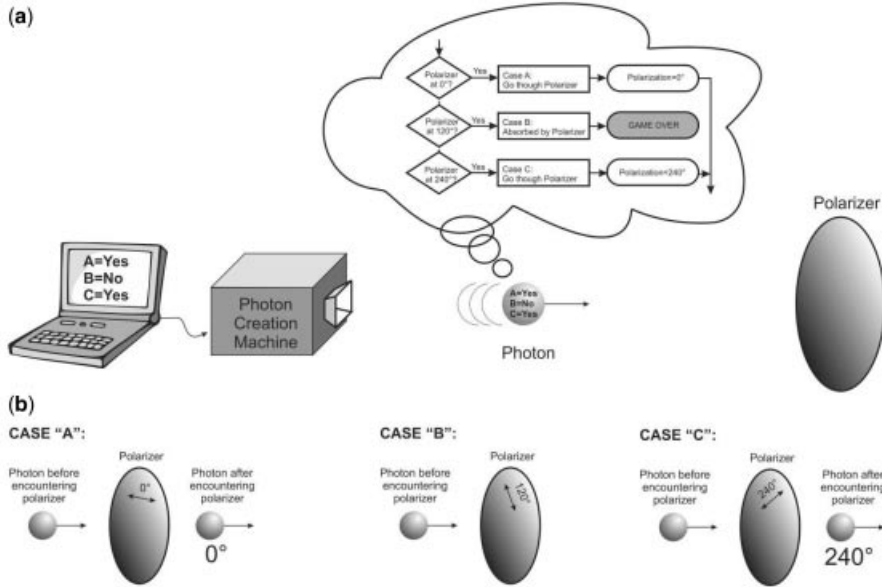 (a)
Polarizer
at 0°?
Yes
Case A:
Go though Polarizer
Polarization=0°
Polarizer
at 120°?
Yes
Case B:
Absorbed by Polarizer
GAME OVER
Polarizer
at 240°?
Yes
Case C:
Go though Polarizer
Polarization=240°
Polarizer
A=Yes
B=No
C=Yes
Photon
Creation
Machine
A=Yes
B=No
C=Yes
Photon
(b)
CASE “A”:
Polarizer
Photon before
encountering
polarizer
0°
Photon after
encountering
polarizer
0°
CASE “B”:
Polarizer
Photon before
encountering
polarizer
120°
CASE “C”:
Polarizer
Photon before
encountering
polarizer
240°
Photon after
encountering
polarizer
240°